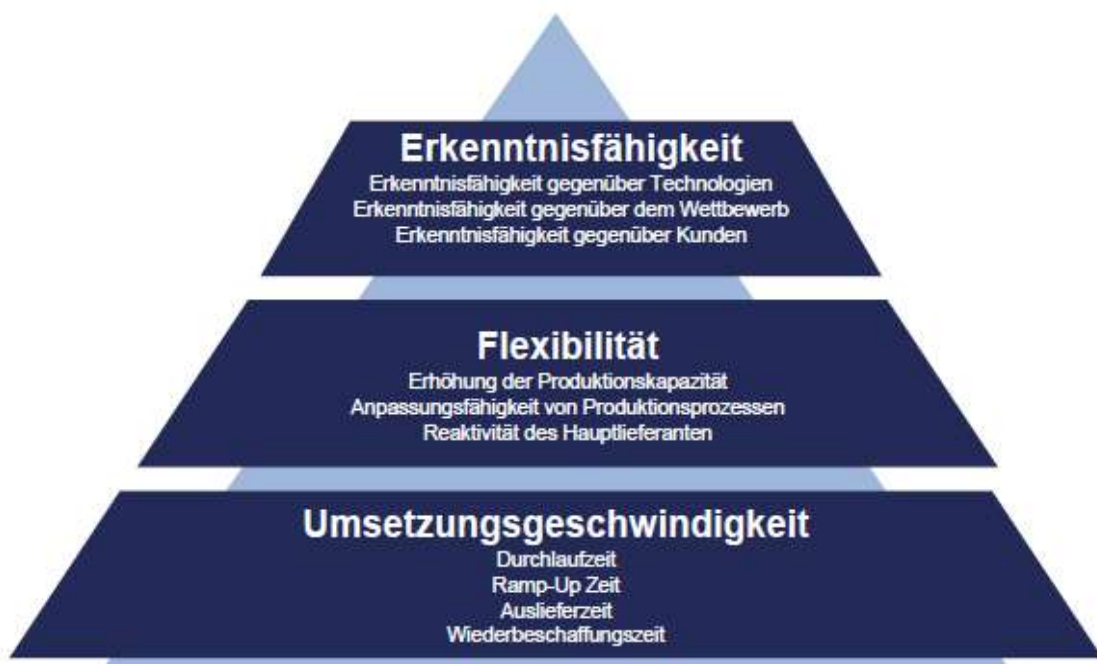 Erkenntnisfähigkeit
Erkenntnisfähigkeit gegenüber Technologien
Erkenntnisfähigkeit gegenüber dem Wettbewerb
Erkenntnisfähigkeit gegenüber Kunden
Flexibilität
Erhöhung der Produktionskapazität
Anpassungsfähigkeit von Produktionsprozessen
Reaktivität des Hauptlieferanten
Umsetzungsgeschwindigkeit
Durchlaufzeit
Ramp-Up Zeit
Auslieferzeit
Wiederbeschaffungszeit